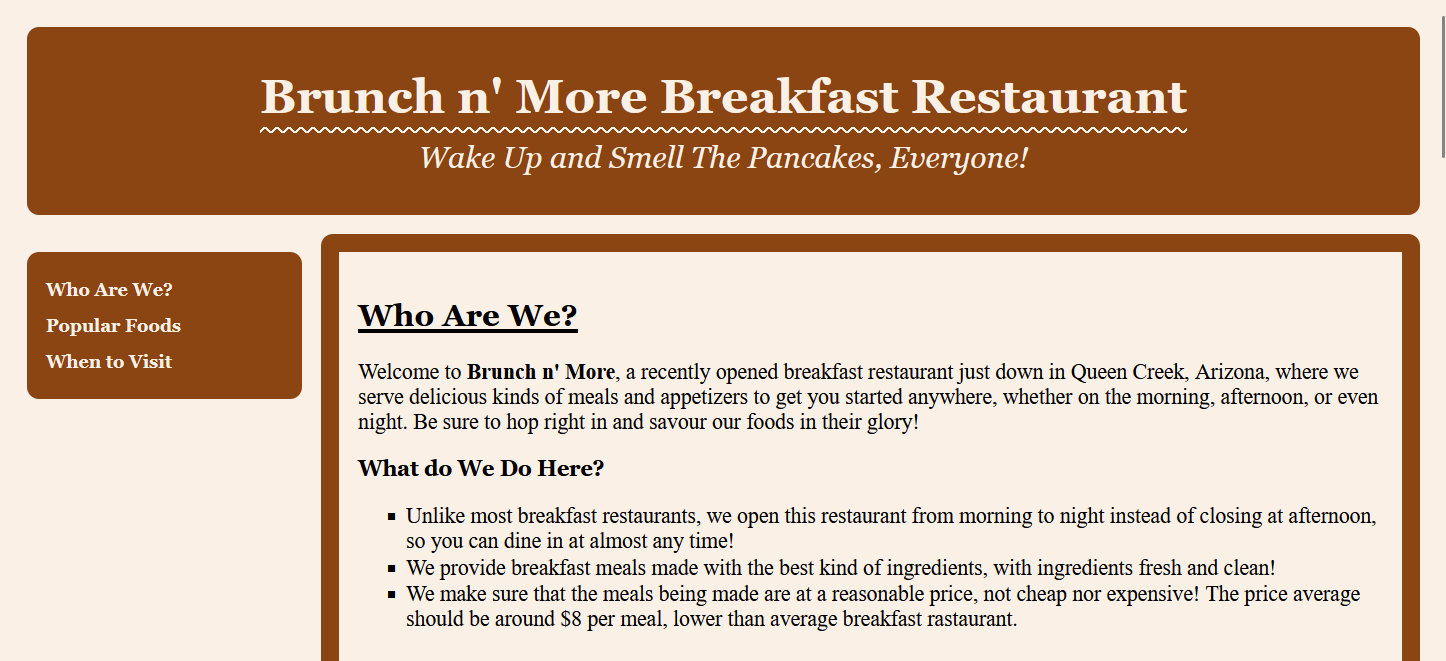 Brunch n' More Breakfast Restaurant
Wake Up and Smell The Pancakes, Everyone!
Who Are We?
Popular Foods
When to Visit
Who Are We?
Welcome to Brunch n' More, a recently opened breakfast restaurant just down in Queen Creek, Arizona, where we
serve delicious kinds of meals and appetizers to get you started anywhere, whether on the morning, afternoon, or even
night. Be sure to hop right in and savour our foods in their glory!
What do We Do Here?
Unlike most breakfast restaurants, we open this restaurant from morning to night instead of closing at afternoon,
so you can dine in at almost any time!
We provide breakfast meals made with the best kind of ingredients, with ingredients fresh and clean!
We make sure that the meals being made are at a reasonable price, not cheap nor expensive! The price average
should be around $8 per meal, lower than average breakfast rastaurant.